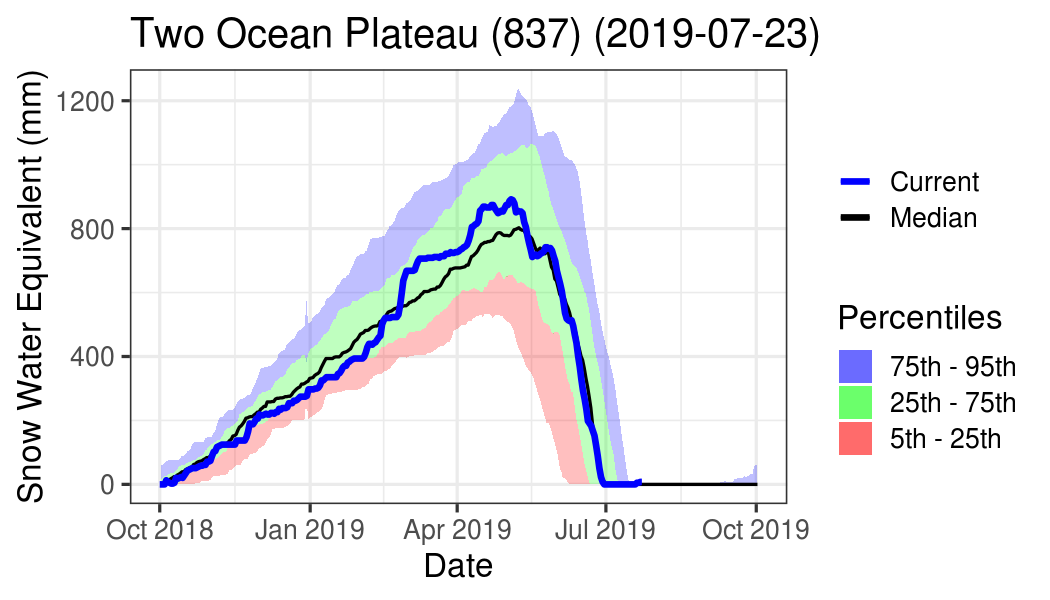 Two Ocean Plateau (837) (2019-07-23)
Snow Water Equivalent (mm)
1200
800
400
0
Oct 2018
Jan 2019
Apr 2019
Jul 2019
Oct 2019
Date
Current
Median
Percentiles
75th - 95th
25th - 75th
5th - 25th